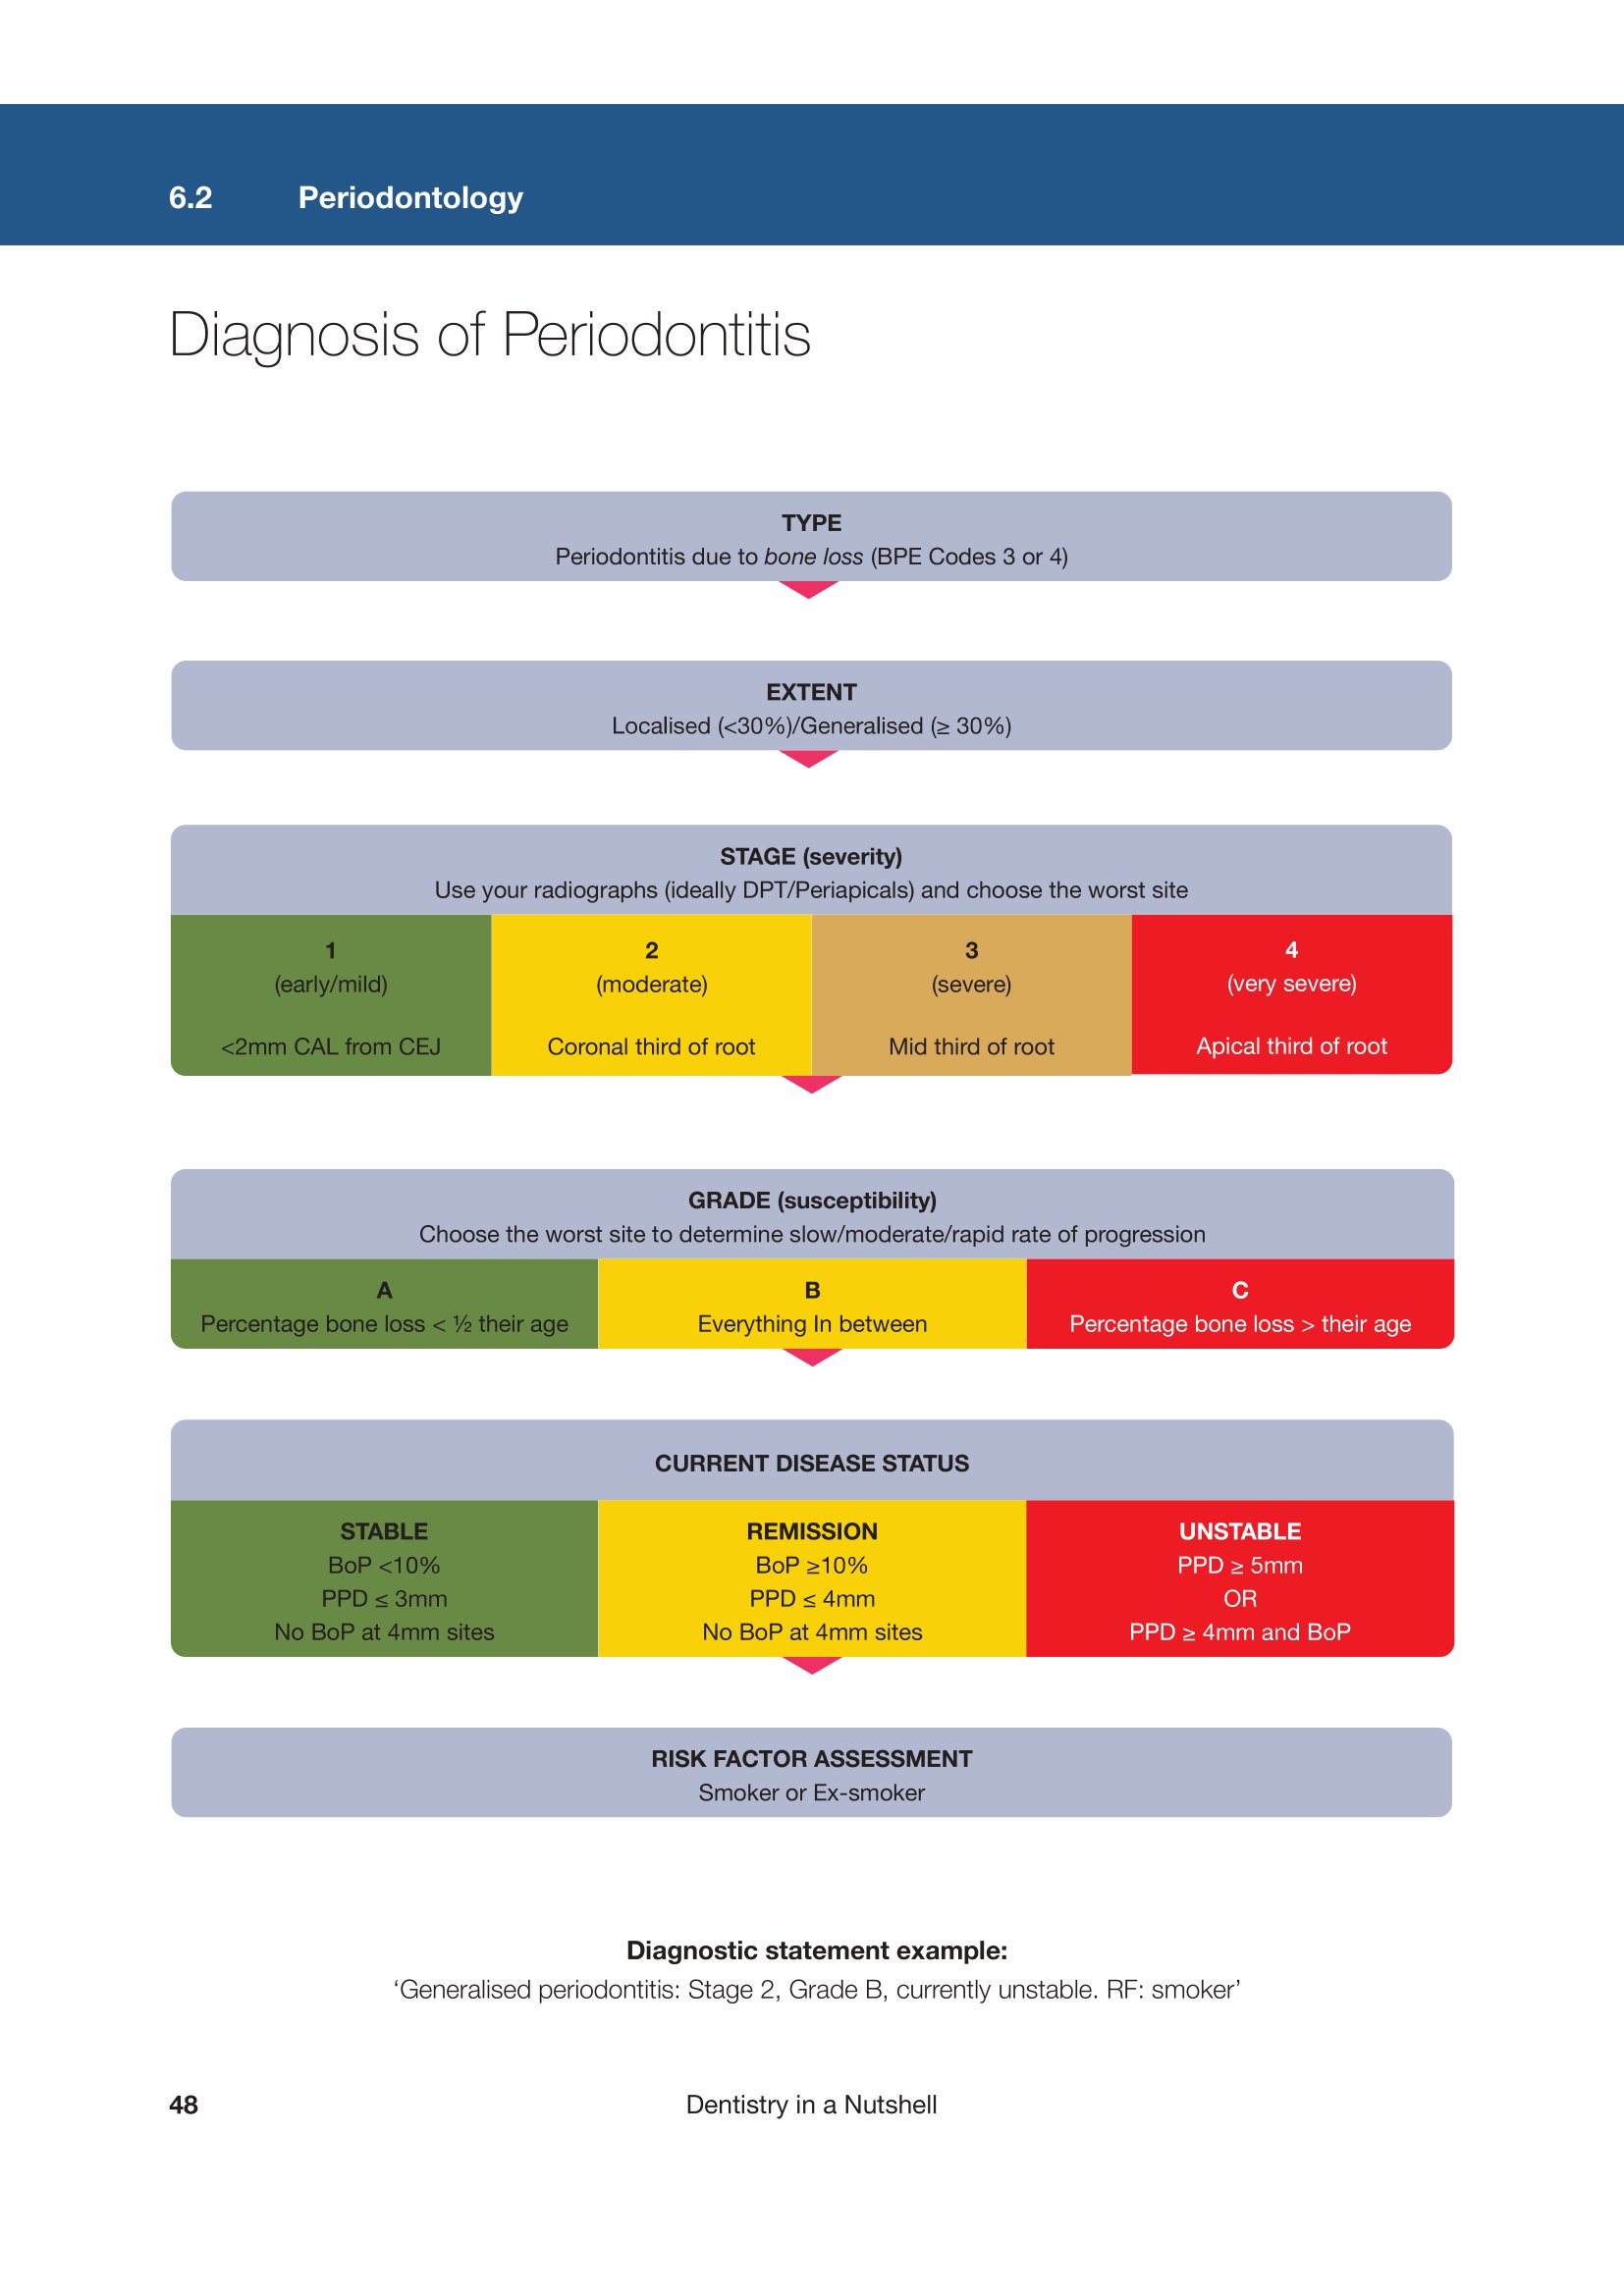 6.2 Periodontology
Diagnosis of Periodontitis
TYPE
Periodontitis due to bone loss (BPE Codes 3 or 4)
EXTENT
Localised (<30%)/Generalised (≥ 30%)
STAGE (severity)
Use your radiographs (ideally DPT/Periapicals) and choose the worst site
1
(early/mild)
<2mm CAL from CEJ
2
(moderate)
Coronal third of root
3
(severe)
Mid third of root
4
(very severe)
Apical third of root
GRADE (susceptibility)
Choose the worst site to determine slow/moderate/rapid rate of progression
A
Percentage bone loss < ½ their age
B
Everything In between
C
Percentage bone loss > their age
CURRENT DISEASE STATUS
STABLE
BoP <10%
PPD ≤ 3mm
No BoP at 4mm sites
REMISSION
BoP ≥10%
PPD ≤ 4mm
No BoP at 4mm sites
UNSTABLE
PPD ≥ 5mm
OR
PPD ≥ 4mm and BoP
RISK FACTOR ASSESSMENT
Smoker or Ex-smoker
Diagnostic statement example:
‘Generalised periodontitis: Stage 2, Grade B, currently unstable. RF: smoker’
48 Dentistry in a Nutshell